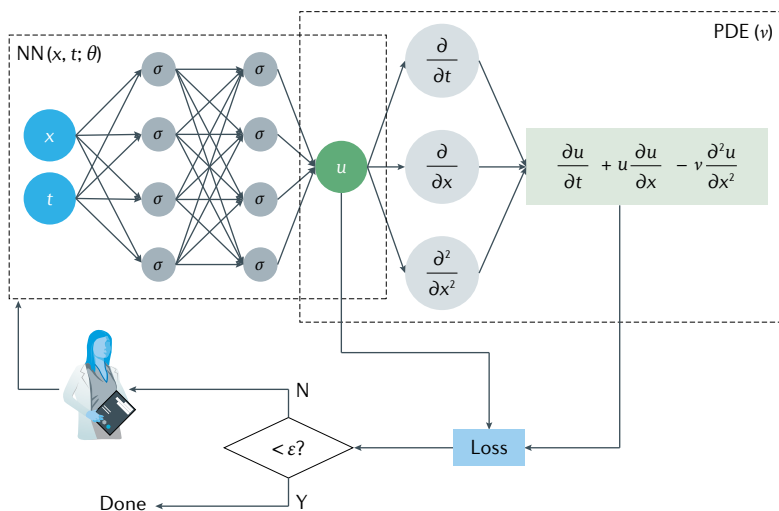 NN(x, t; θ)
PDE (ν)
σ
σ
∂
∂t
x
σ
σ
u
∂
∂x
∂u
∂t
+ u
∂u
∂x
− ν
∂²u
∂x²
t
σ
σ
σ
σ
∂²
∂x²
N
< ε?
Loss
Done
Y